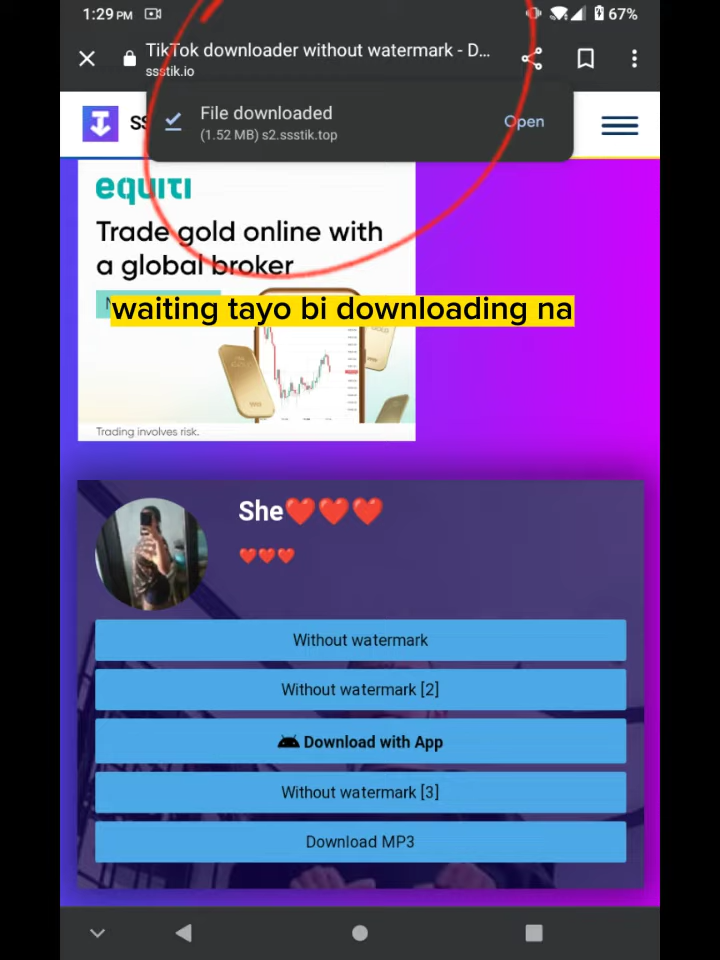 1:29 PM
67%
TikTok downloader without watermark - D...
ssstik.io
File downloaded
(1.52 MB) s2.ssstik.top
Open
equiti
Trade gold online with
a global broker
waiting tayo bi downloading na
Trading involves risk.
She❤️❤️❤️
❤️❤️❤️
Without watermark
Without watermark [2]
Download with App
Without watermark [3]
Download MP3